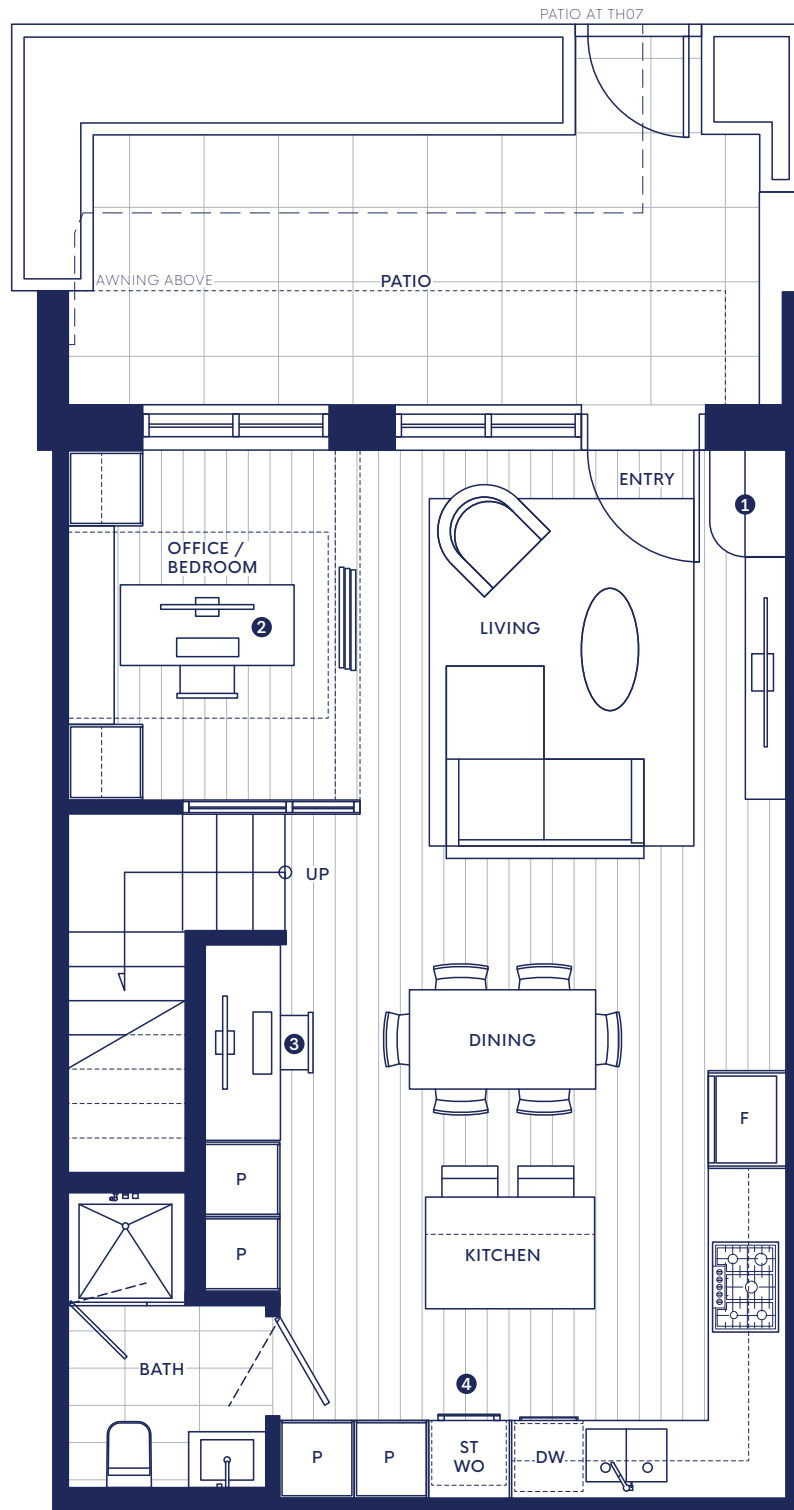 PATIO AT TH07
AWNING ABOVE
PATIO
ENTRY
1
OFFICE /
BEDROOM
2
LIVING
UP
3
DINING
F
P
P
KITCHEN
BATH
4
P
P
ST
WO
DW